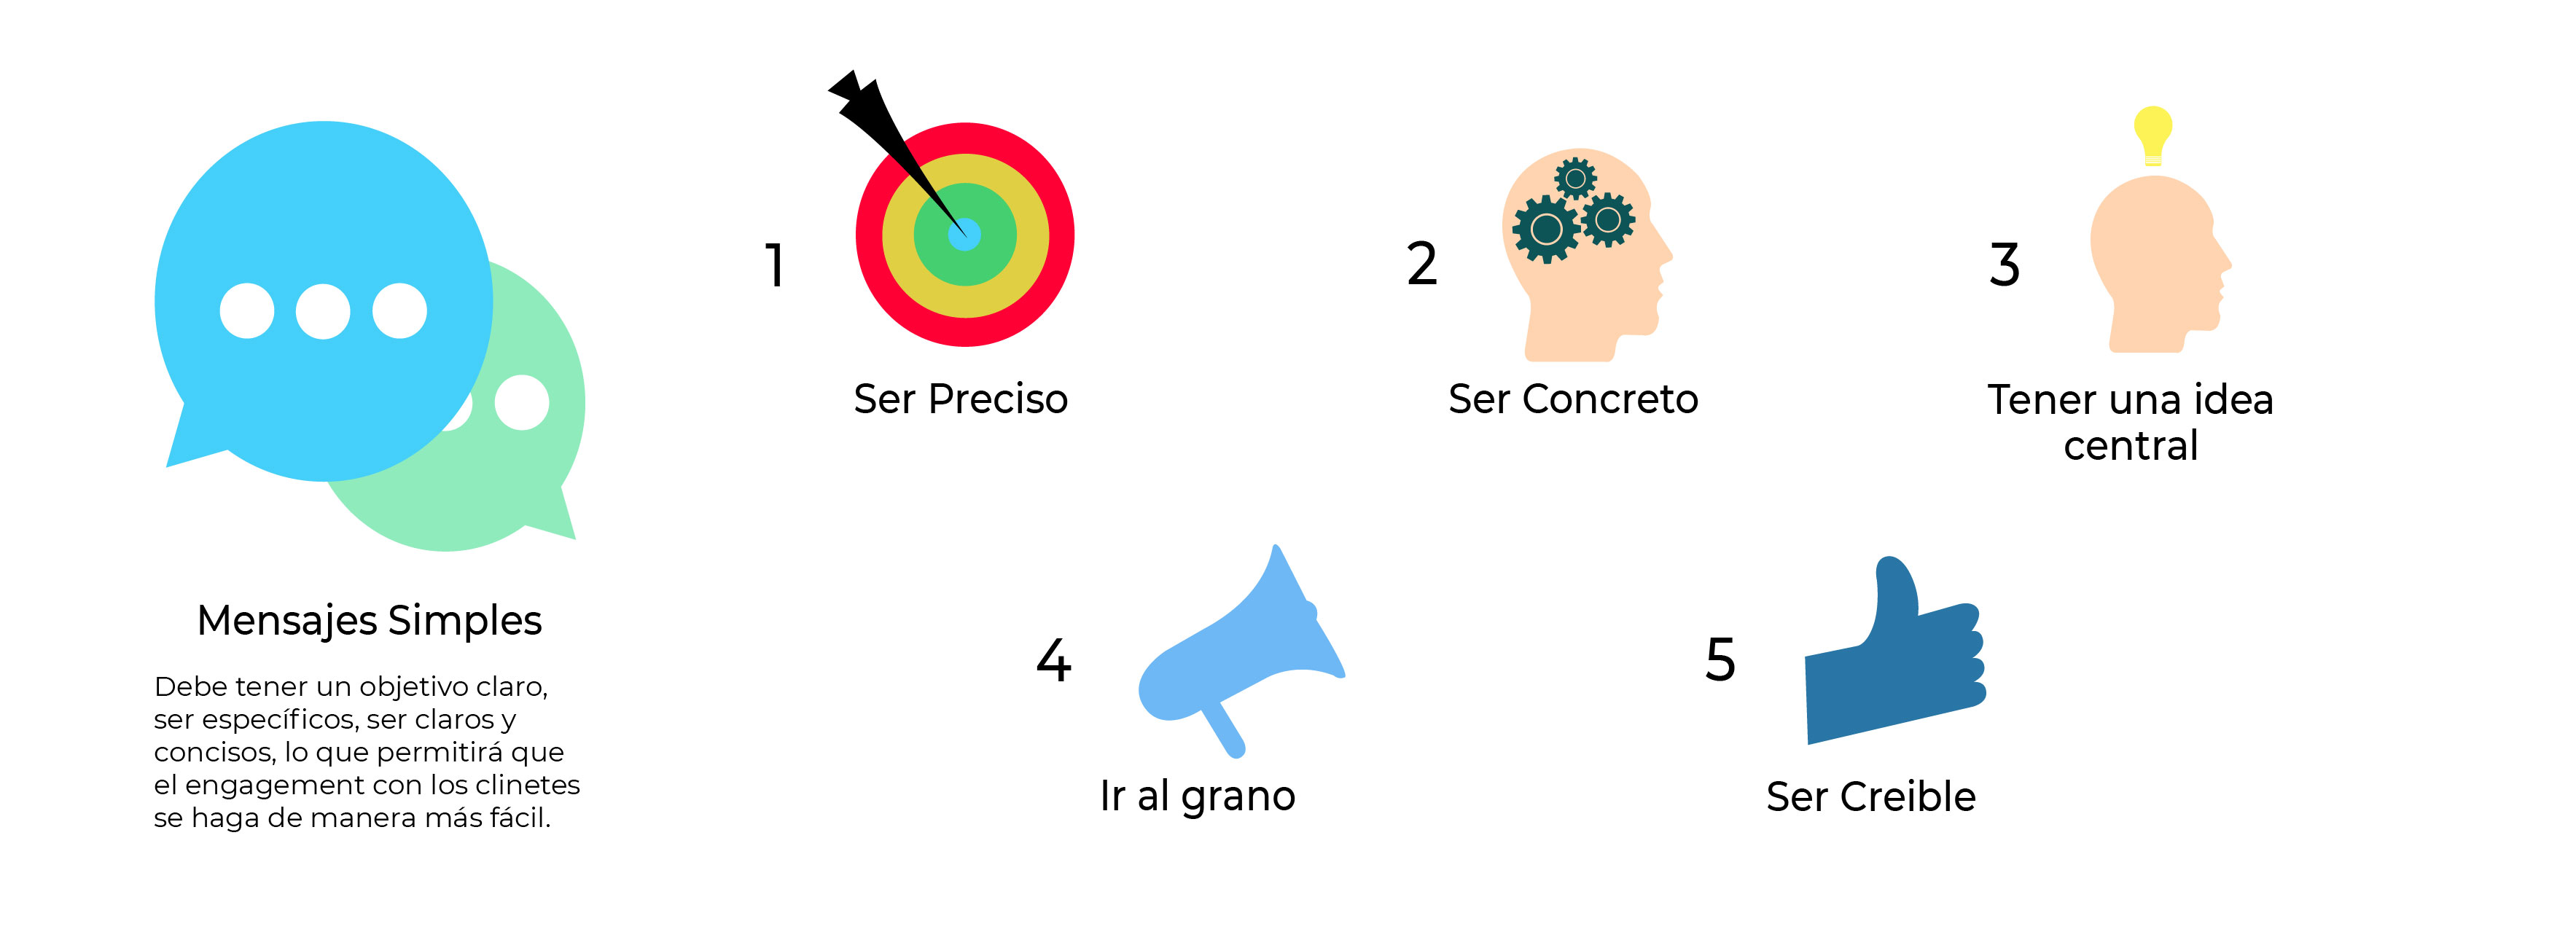 Mensajes Simples
Debe tener un objetivo claro,
ser específicos, ser claros y
concisos, lo que permitirá que
el engagement con los clinetes
se haga de manera más fácil.
1
Ser Preciso
2
Ser Concreto
3
Tener una idea
central
4
Ir al grano
5
Ser Creible